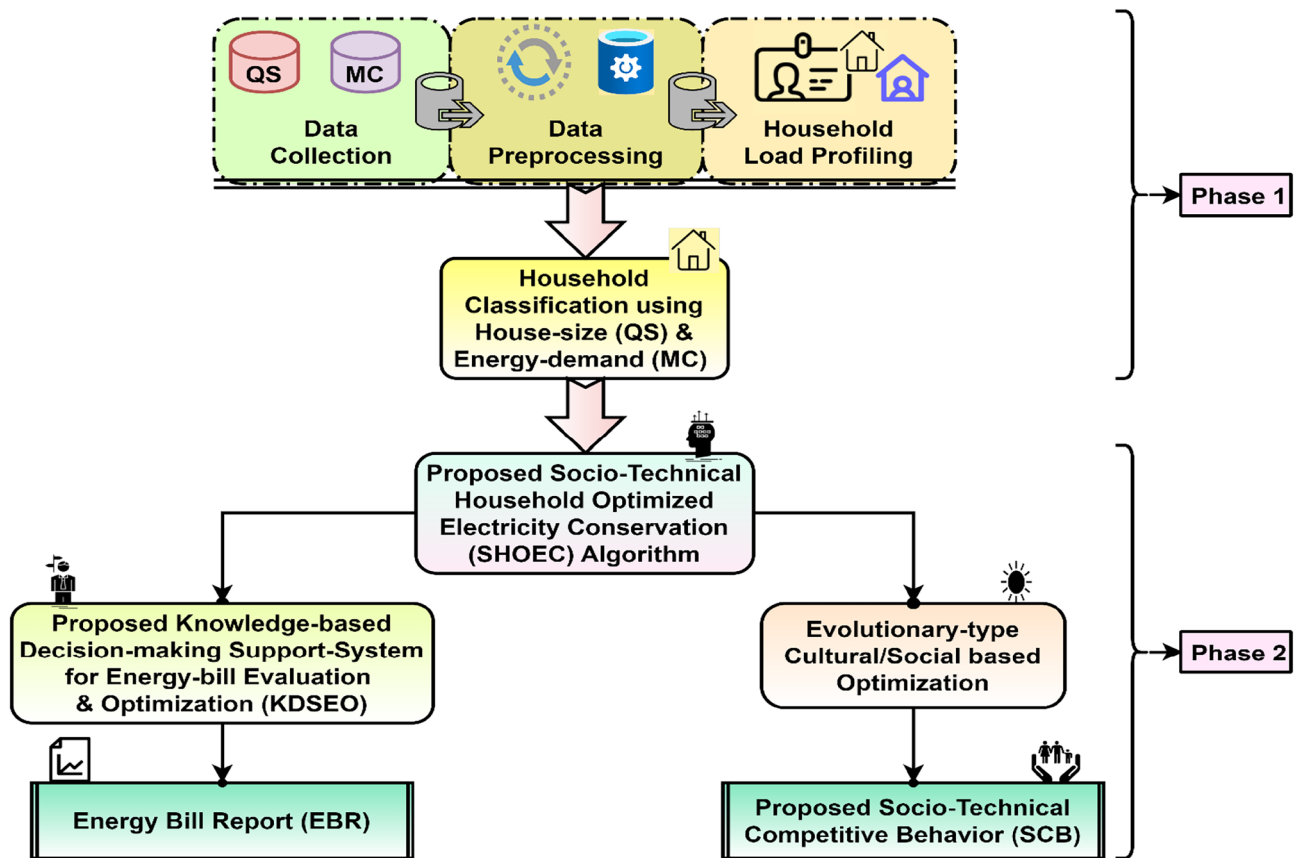 QS
MC
Data
Collection
Data
Preprocessing
Household
Load Profiling
Phase 1
Household
Classification using
House-size (QS) &
Energy-demand (MC)
Proposed Socio-Technical
Household Optimized
Electricity Conservation
(SHOEC) Algorithm
Proposed Knowledge-based
Decision-making Support-System
for Energy-bill Evaluation
& Optimization (KDSEO)
Evolutionary-type
Cultural/Social based
Optimization
Phase 2
Energy Bill Report (EBR)
Proposed Socio-Technical
Competitive Behavior (SCB)